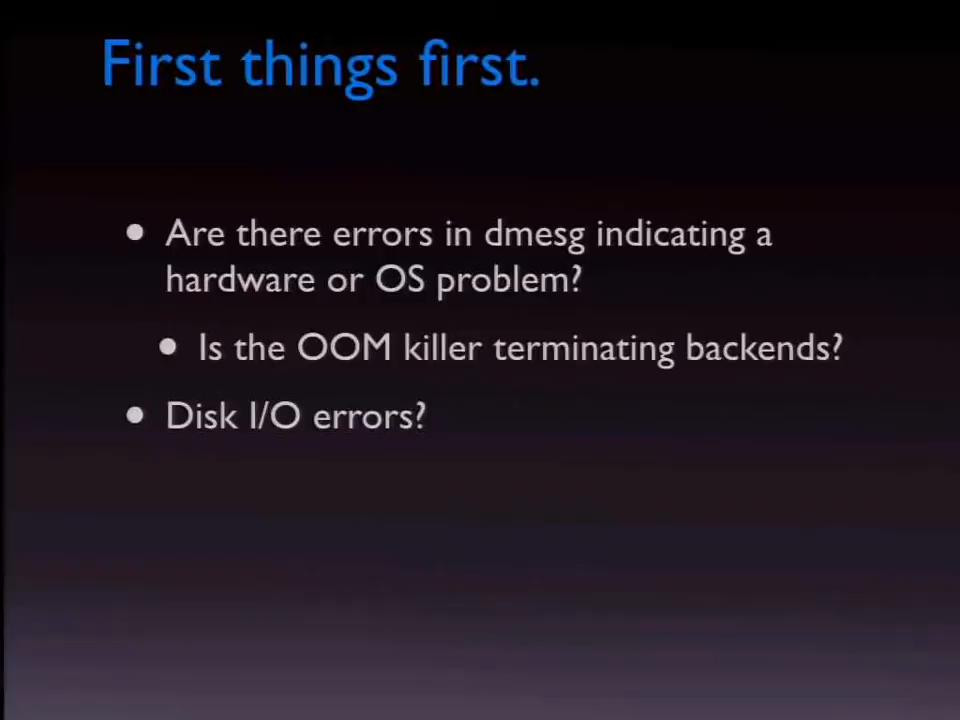 First things first.
• Are there errors in dmesg indicating a
hardware or OS problem?
• Is the OOM killer terminating backends?
• Disk I/O errors?